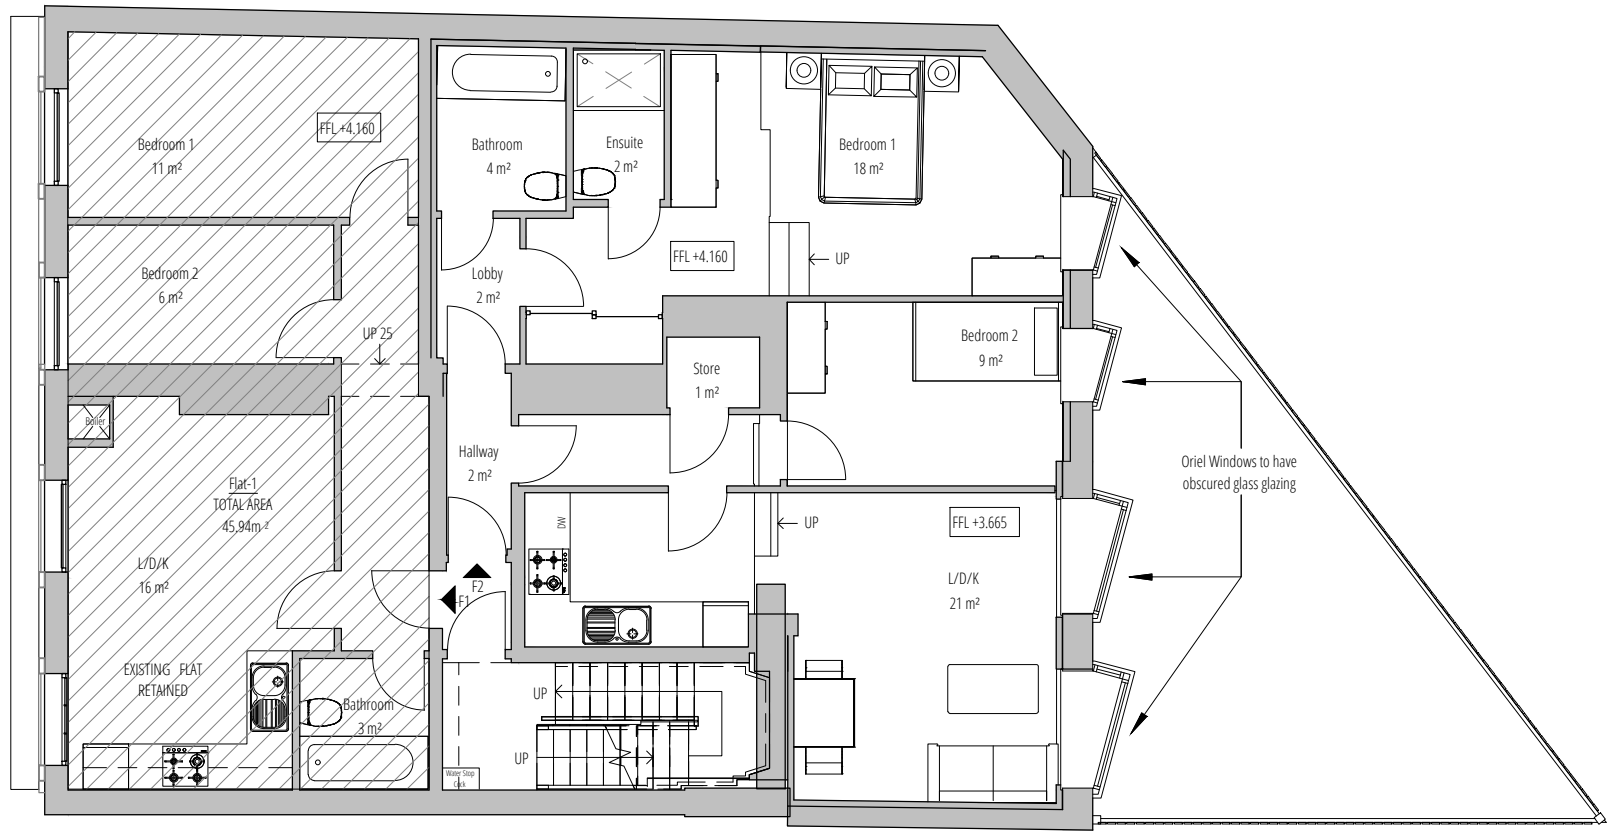 Bedroom 1
11 m²
FFL +4.160
Bathroom
4 m²
Ensuite
2 m²
Bedroom 1
18 m²
Bedroom 2
6 m²
UP 25
Lobby
2 m²
FFL +4.160
UP
Store
1 m²
Bedroom 2
9 m²
Boiler
Hallway
2 m²
Oriel Windows to have
obscured glass glazing
Flat-1
TOTAL AREA
45.94m ²
DW
UP
FFL +3.665
L/D/K
16 m²
F2
F1
L/D/K
21 m²
EXISTING FLAT
RETAINED
Bathroom
3 m²
UP
UP
Water Stop
Cock